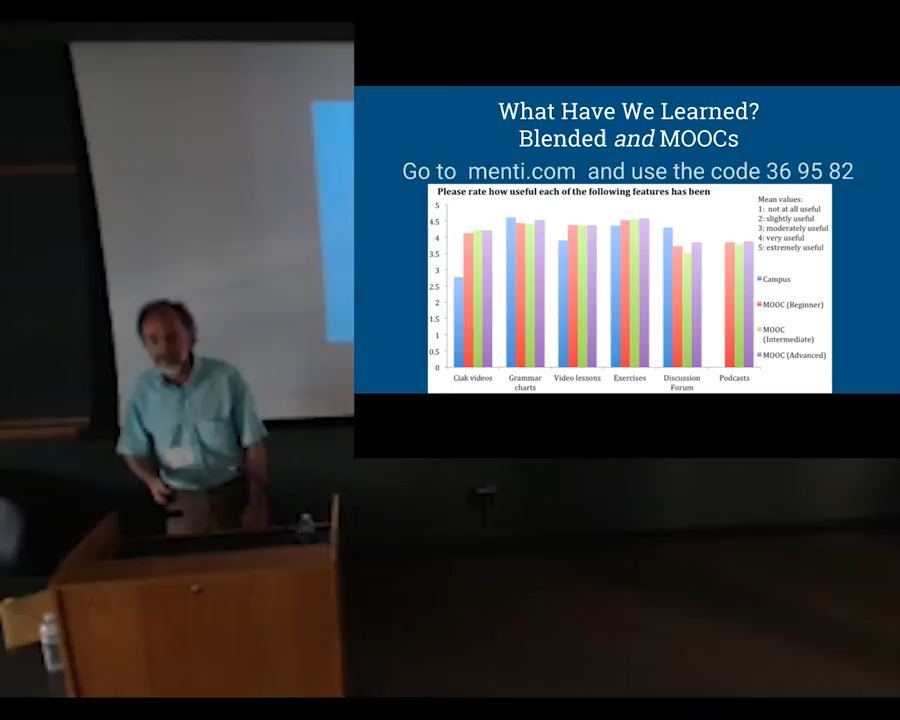 What Have We Learned?
Blended and MOOCs
Go to menti.com and use the code 36 95 82
Please rate how useful each of the following features has been
Mean values:
1: not at all useful
2: slightly useful
3: moderately useful
4: very useful
5: extremely useful
5
4.5
4
3.5
3
2.5
2
1.5
1
0.5
0
Campus
MOOC (Beginner)
MOOC
(Intermediate)
MOOC (Advanced)
Ciak videos
Grammar
charts
Video lessons
Exercises
Discussion
Forum
Podcasts